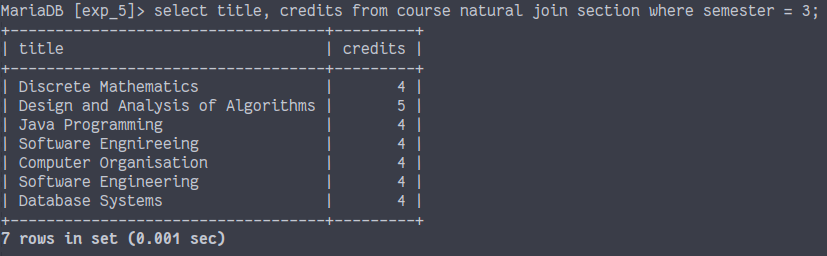 MariaDB [exp_5]> select title, credits from course natural join section where semester = 3;
+-----------------------------------+---------+
| title                             | credits |
+-----------------------------------+---------+
| Discrete Mathematics              |       4 |
| Design and Analysis of Algorithms |       5 |
| Java Programming                  |       4 |
| Software Engnireeing              |       4 |
| Computer Organisation             |       4 |
| Software Engineering              |       4 |
| Database Systems                  |       4 |
+-----------------------------------+---------+
7 rows in set (0.001 sec)